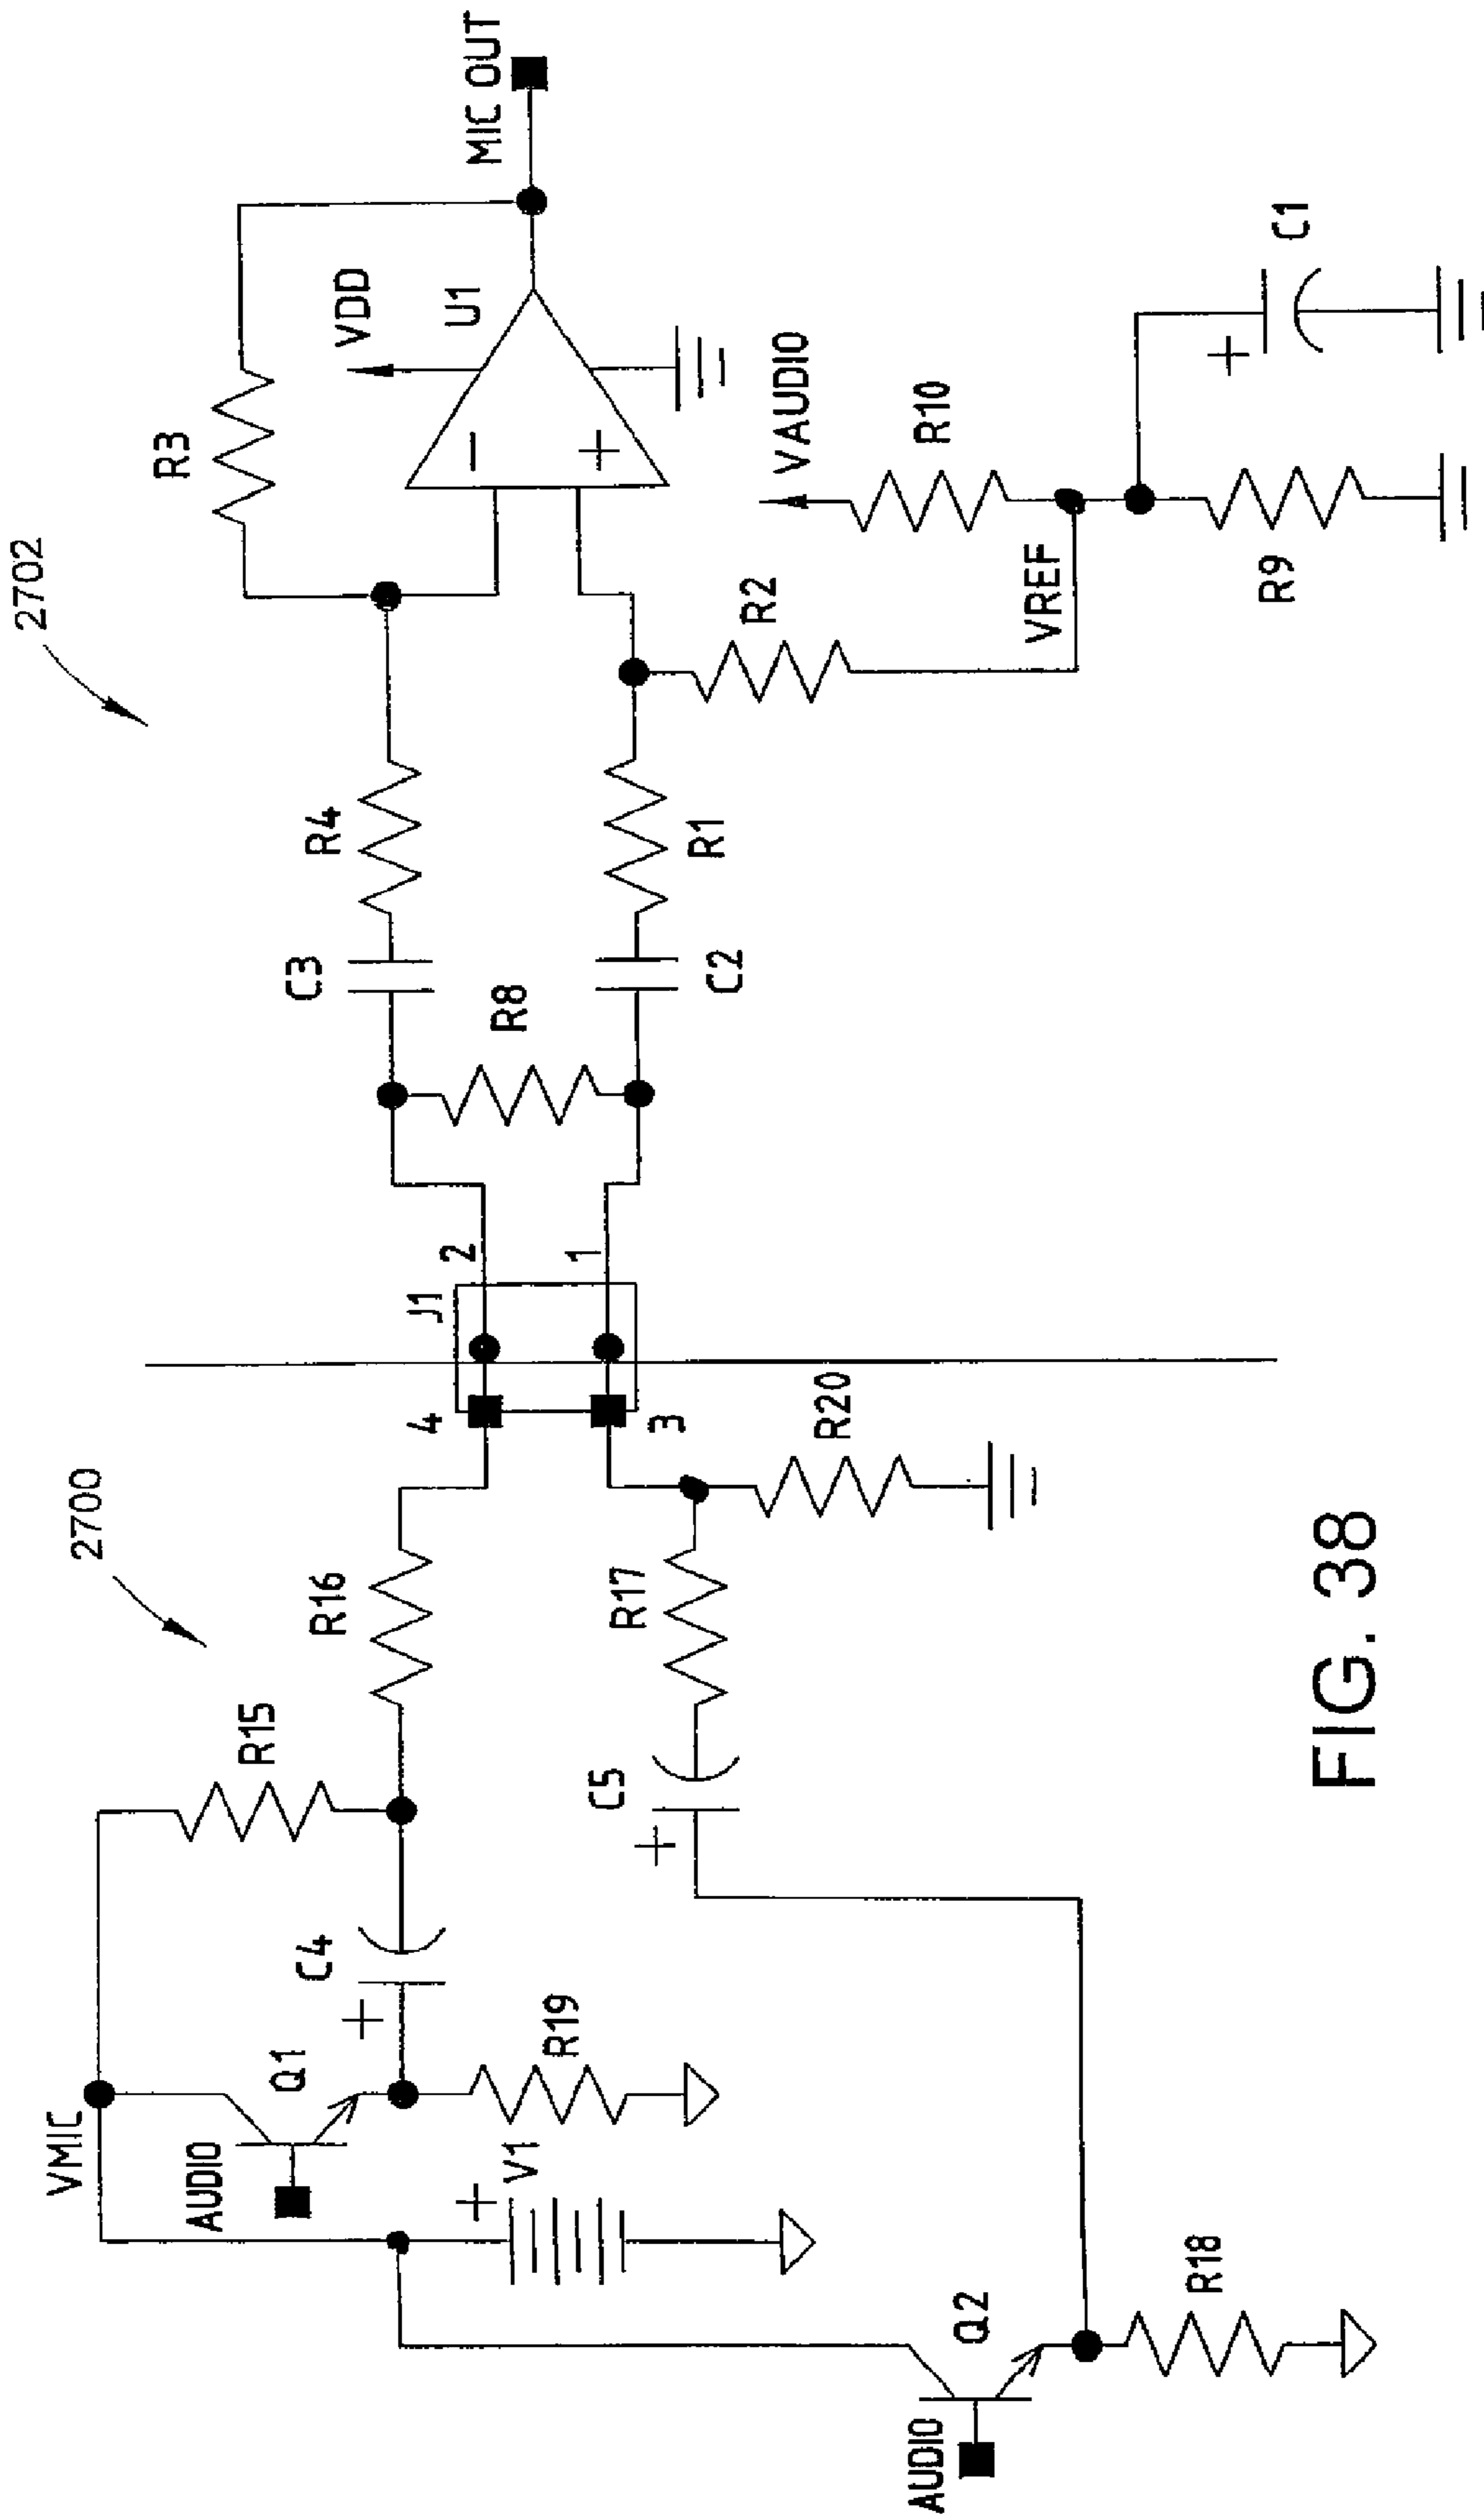 2700
2702
VMIC
AUDIO
Q1
V1
R19
C4
R15
R16
AUDIO
Q2
R18
C5
R17
R20
J1
4
3
2
1
R8
C3
C2
R4
R1
R3
R2
VDD
U1
−
+
MIC OUT
VAUDIO
R10
VREF
R9
C1
+
+
+
+
FIG. 38